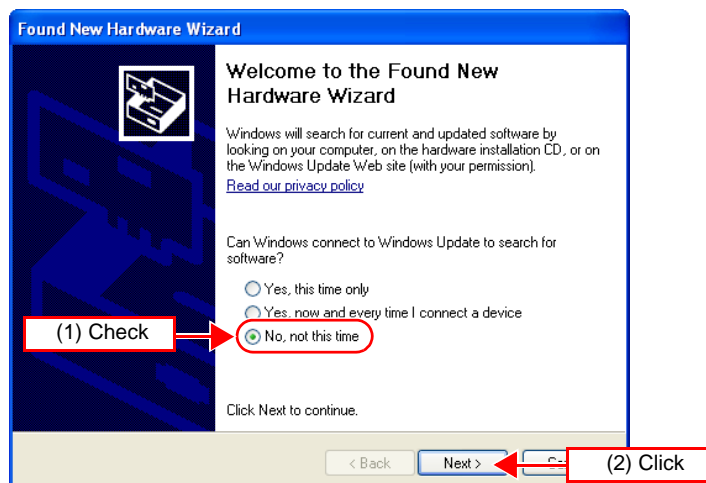 Found New Hardware Wizard
Welcome to the Found New
Hardware Wizard
Windows will search for current and updated software by
looking on your computer, on the hardware installation CD, or on
the Windows Update Web site (with your permission).
Read our privacy policy
Can Windows connect to Windows Update to search for
software?
Yes, this time only
Yes, now and every time I connect a device
(1) Check
No, not this time
Click Next to continue.
< Back
Next >
(2) Click